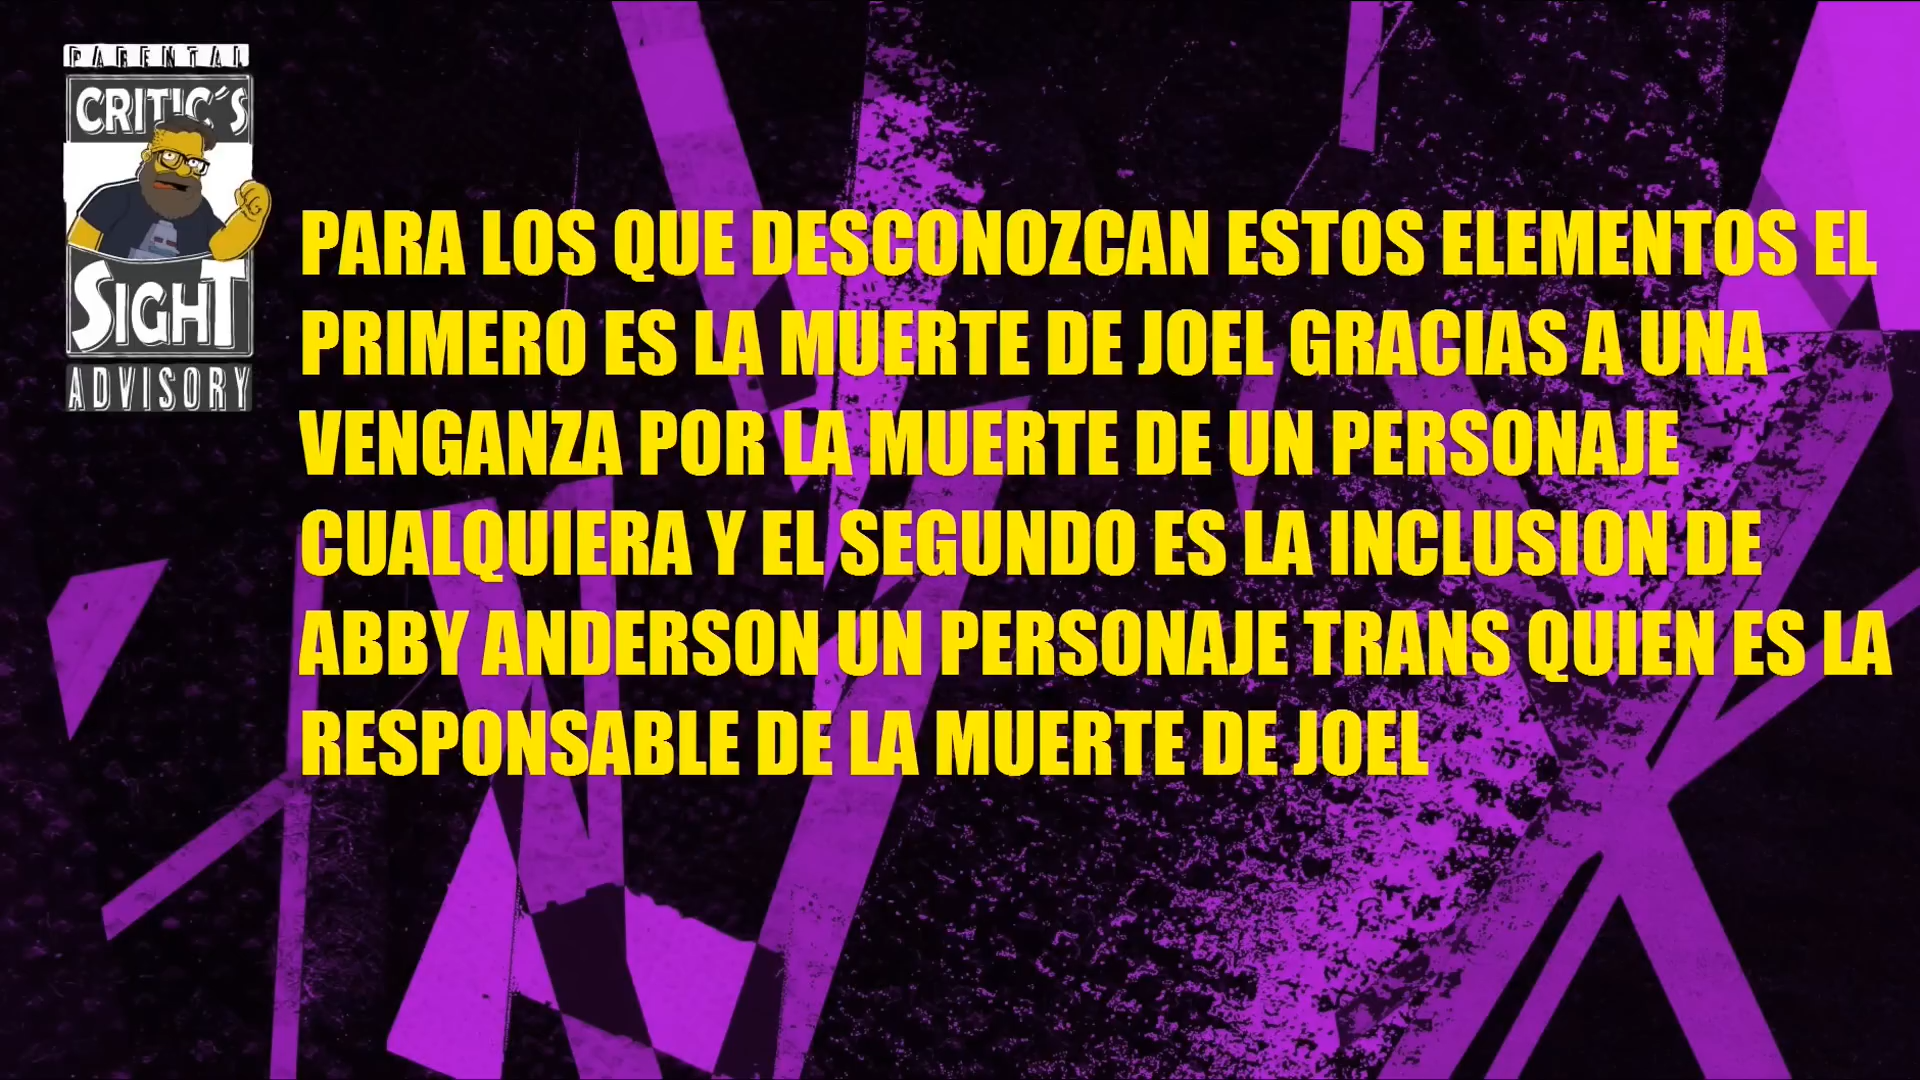 PARENTAL
CRITIC´S
SIGHT
ADVISORY
PARA LOS QUE DESCONOZCAN ESTOS ELEMENTOS EL
PRIMERO ES LA MUERTE DE JOEL GRACIAS A UNA
VENGANZA POR LA MUERTE DE UN PERSONAJE
CUALQUIERA Y EL SEGUNDO ES LA INCLUSION DE
ABBY ANDERSON UN PERSONAJE TRANS QUIEN ES LA
RESPONSABLE DE LA MUERTE DE JOEL